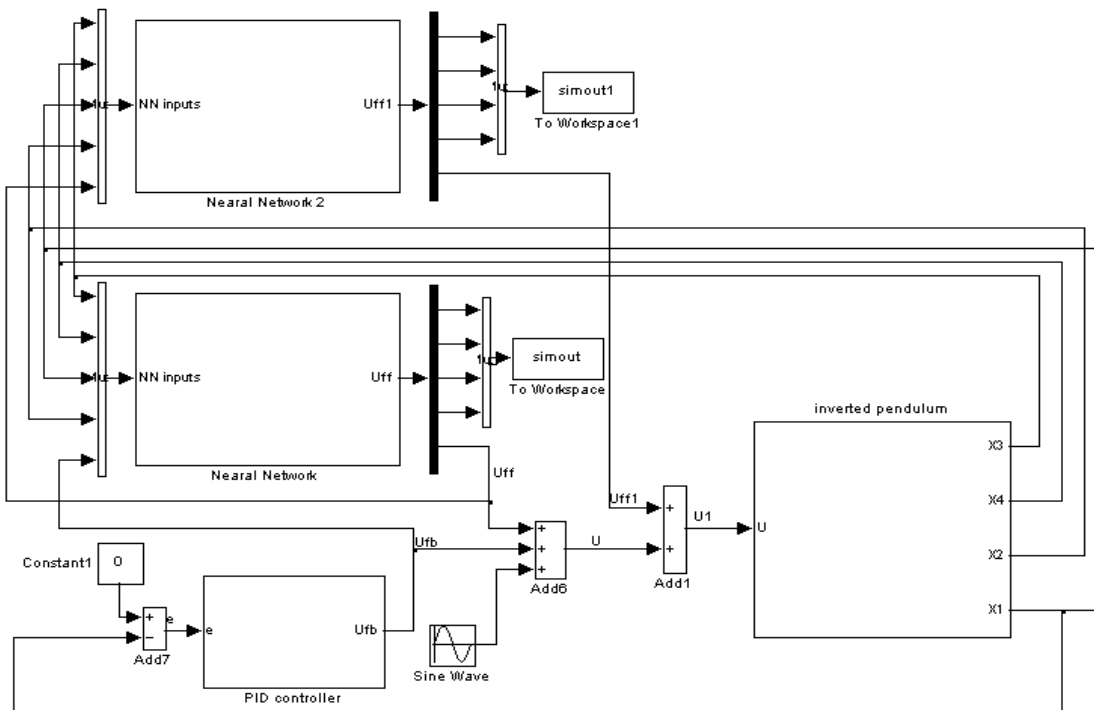 NN inputs
Uff1
Nearal Network 2
simout1
To Workspace1
NN inputs
Uff
Nearal Network
simout
To Workspace
Uff
inverted pendulum
X3
X4
X2
X1
U
Uff1
+
+
U1
Add1
+
+
+
U
Add6
Ufb
Constant1
0
+
−
e
Add7
e
Ufb
PID controller
Sine Wave